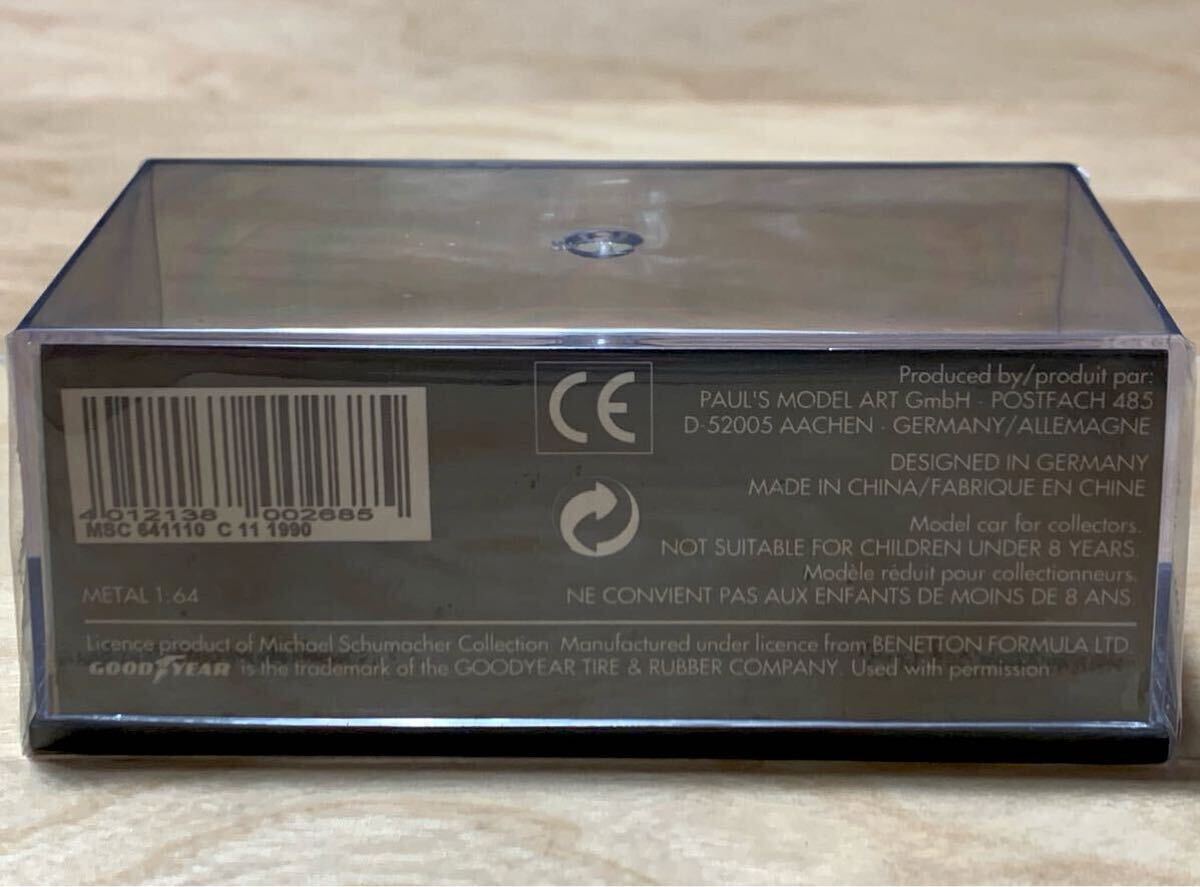 4 012138 002685
MSC 641110 C 11 1990
METAL 1:64
CE
Produced by/produit par:
PAUL'S MODEL ART GmbH · POSTFACH 485
D-52005 AACHEN · GERMANY/ALLEMAGNE
DESIGNED IN GERMANY
MADE IN CHINA/FABRIQUE EN CHINE
Model car for collectors.
NOT SUITABLE FOR CHILDREN UNDER 8 YEARS.
Modèle réduit pour collectionneurs.
NE CONVIENT PAS AUX ENFANTS DE MOINS DE 8 ANS.
Licence product of Michael Schumacher Collection Manufactured under licence from BENETTON FORMULA LTD.
GOODYEAR is the trademark of the GOODYEAR TIRE & RUBBER COMPANY. Used with permission